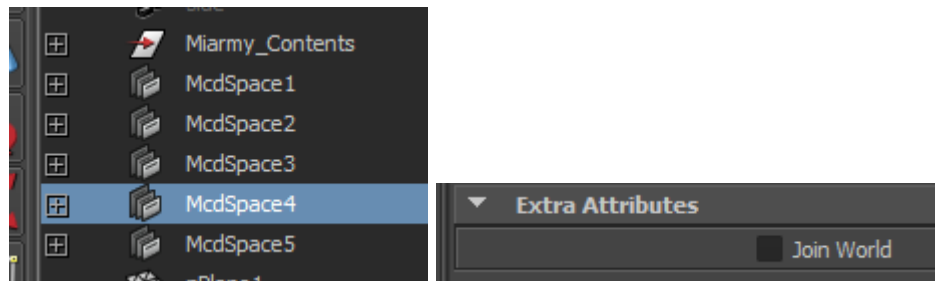 Miarmy_Contents
McdSpace1
McdSpace2
McdSpace3
McdSpace4
McdSpace5
Extra Attributes
Join World